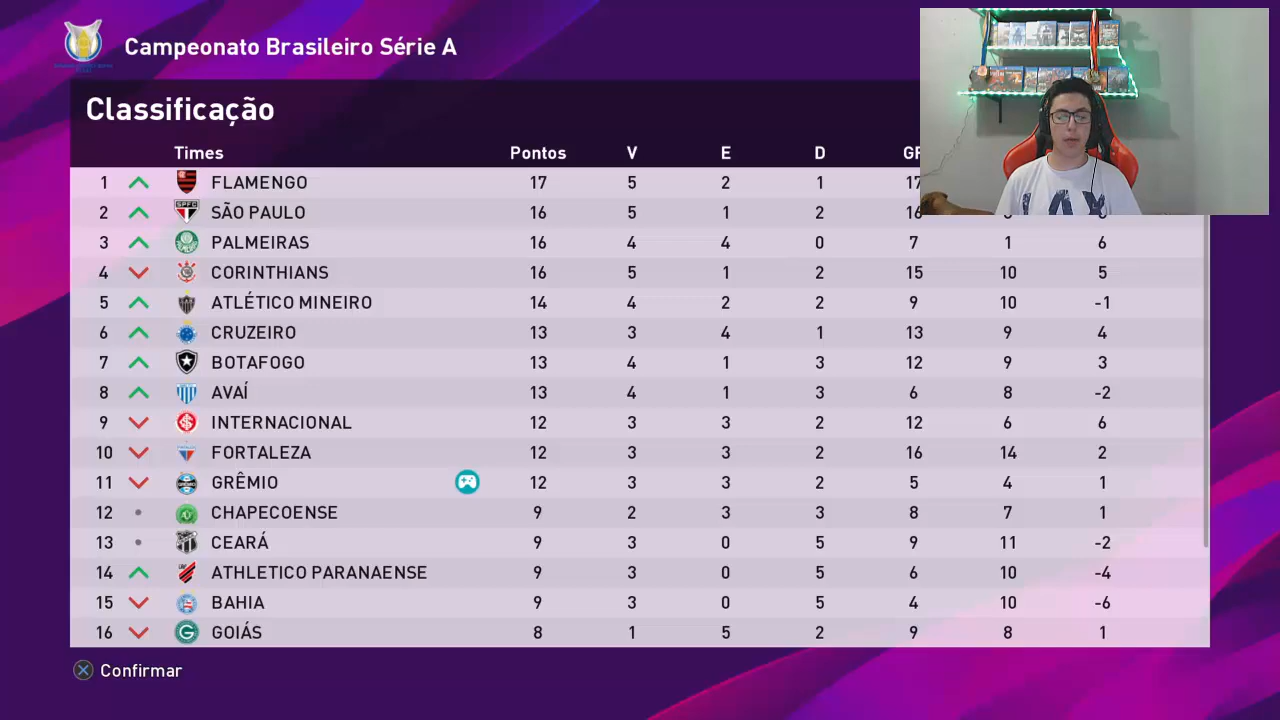 Campeonato Brasileiro Série A
Classificação
Times Pontos V E D
1 FLAMENGO 17 5 2 1 17
2 SÃO PAULO 16 5 1 2 16
3 PALMEIRAS 16 4 4 0 7 1 6
4 CORINTHIANS 16 5 1 2 15 10 5
5 ATLÉTICO MINEIRO 14 4 2 2 9 10 -1
6 CRUZEIRO 13 3 4 1 13 9 4
7 BOTAFOGO 13 4 1 3 12 9 3
8 AVAÍ 13 4 1 3 6 8 -2
9 INTERNACIONAL 12 3 3 2 12 6 6
10 FORTALEZA 12 3 3 2 16 14 2
11 GRÊMIO 12 3 3 2 5 4 1
12 CHAPECOENSE 9 2 3 3 8 7 1
13 CEARÁ 9 3 0 5 9 11 -2
14 ATHLETICO PARANAENSE 9 3 0 5 6 10 -4
15 BAHIA 9 3 0 5 4 10 -6
16 GOIÁS 8 1 5 2 9 8 1
Confirmar